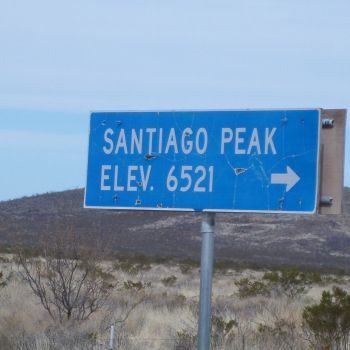 SANTIAGO PEAK
ELEV. 6521